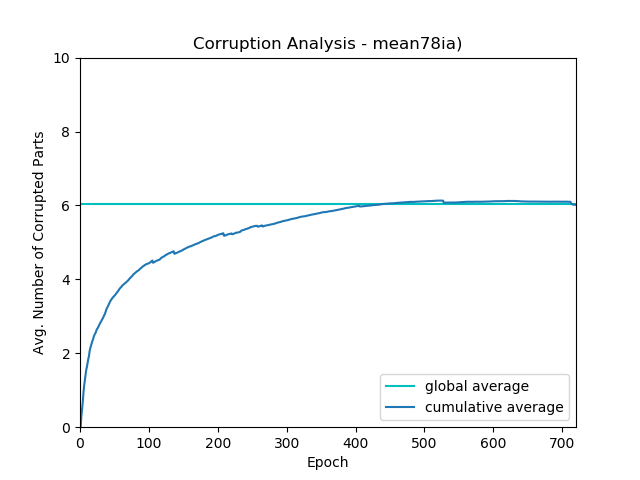 Corruption Analysis - mean78ia)
10
8
6
4
2
0
Avg. Number of Corrupted Parts
global average
cumulative average
0 100 200 300 400 500 600 700
Epoch